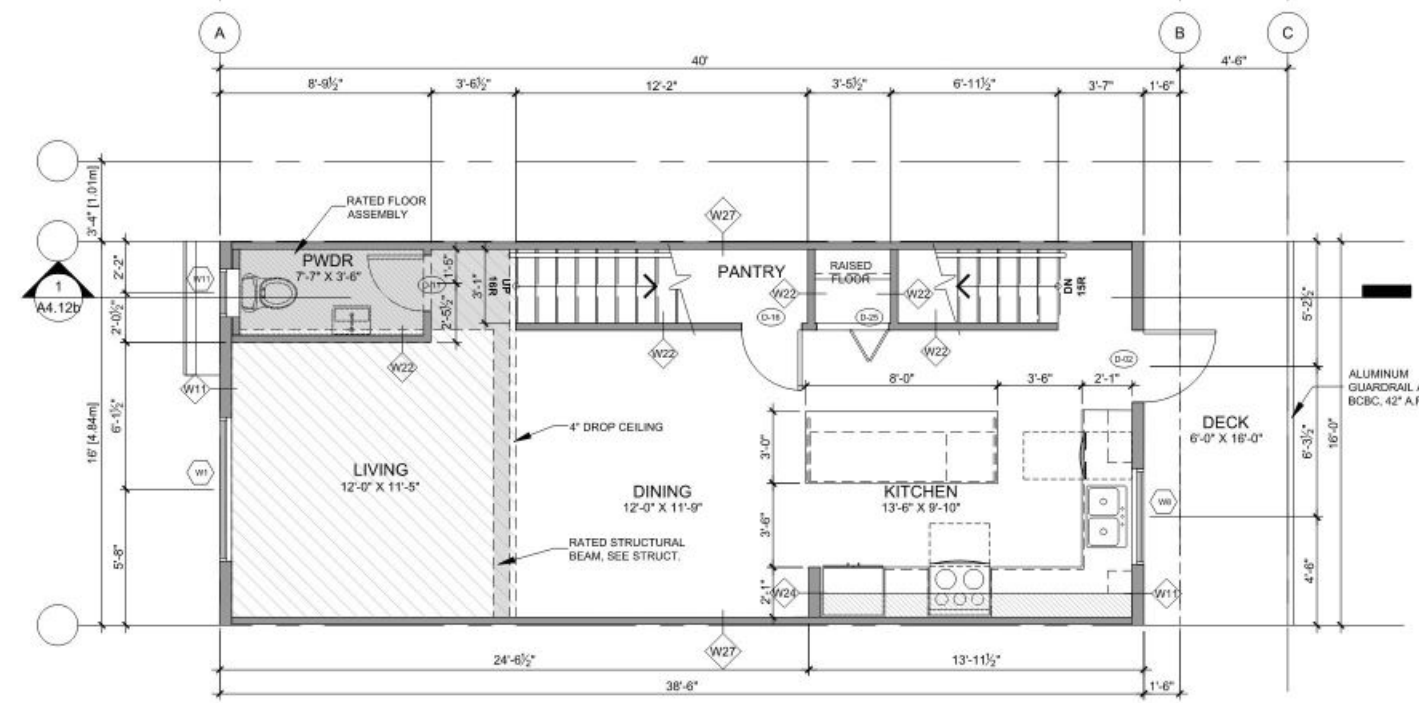 A
B
C
40'
4'-6"
8'-9½"
3'-6½"
12'-2"
3'-5½"
6'-11½"
3'-7"
1'-6"
3'-4" [1.01m]
RATED FLOOR
ASSEMBLY
W27
PWDR
7'-7" X 3'-6"
2'-2"
W11
1
A4.12b
2'-0½"
1'-5"
2'-5½"
3'-1"
UP
16R
PANTRY
RAISED
FLOOR
W22
W22
DN
15R
D-16
D-25
W22
W22
W22
D-02
5'-2½"
W11
8'-0"
3'-6"
2'-1"
ALUMINUM
GUARDRAIL
BCBC, 42"
DECK
6'-0" X 16'-0"
16' [4.84m]
6'-1½"
4" DROP CEILING
3'-0"
6'-3½"
16'-0"
W1
LIVING
12'-0" X 11'-5"
DINING
12'-0" X 11'-9"
KITCHEN
13'-6" X 9'-10"
W8
5'-8"
RATED STRUCTURAL
BEAM, SEE STRUCT.
3'-6"
4'-6"
2'-1"
W24
W11
W27
24'-6½"
13'-11½"
38'-6"
1'-6"